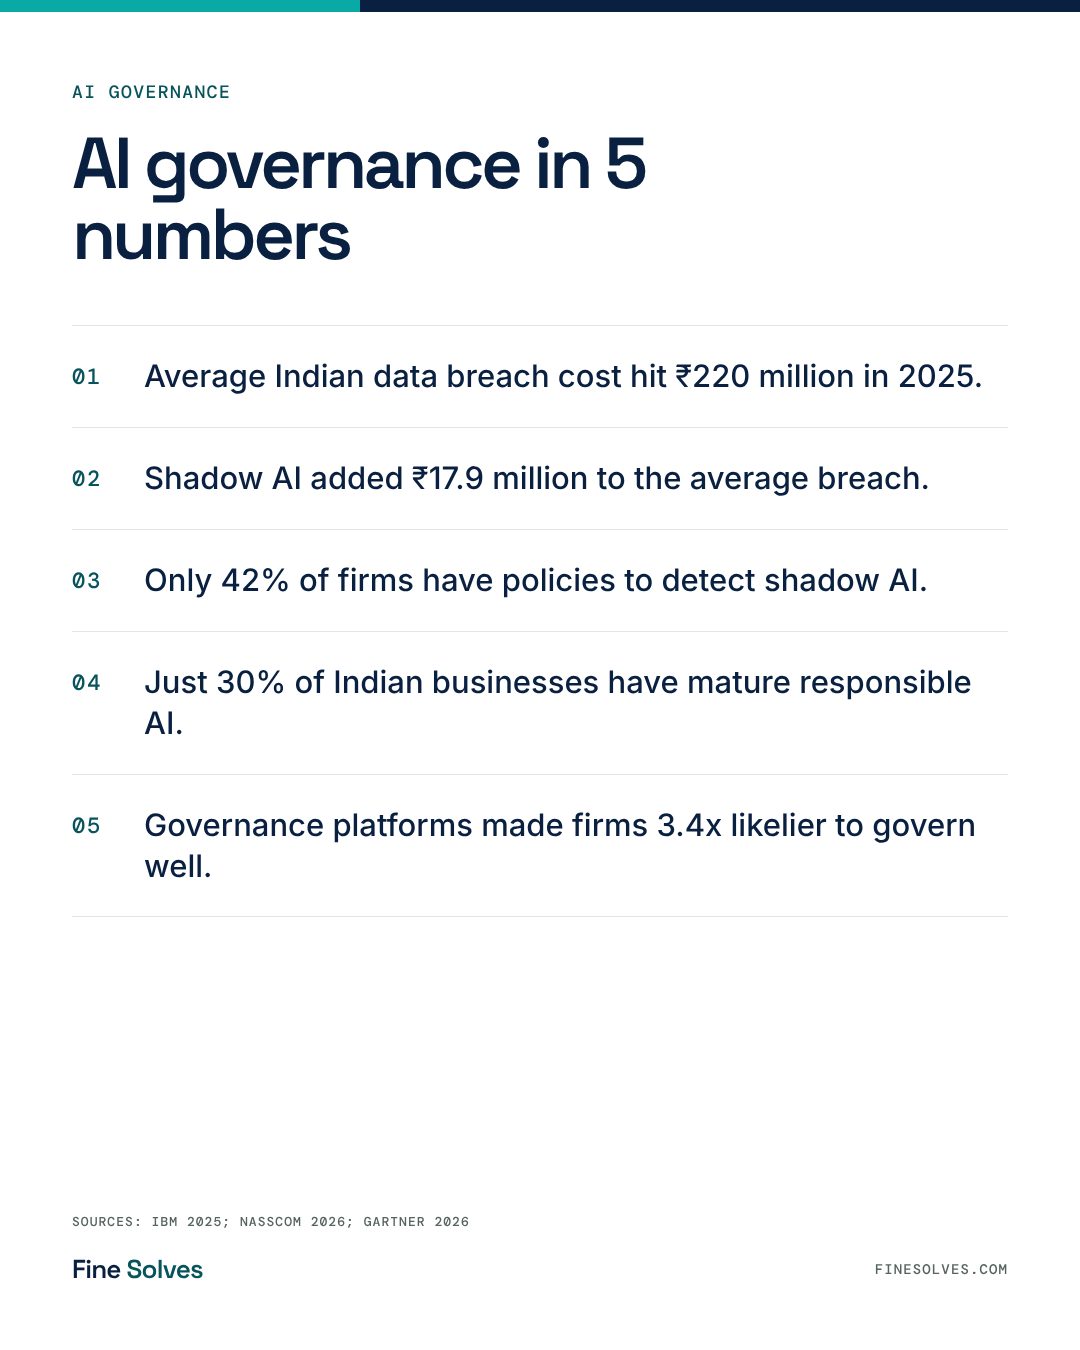 AI GOVERNANCE
AI governance in 5
numbers
01 Average Indian data breach cost hit ₹220 million in 2025.
02 Shadow AI added ₹17.9 million to the average breach.
03 Only 42% of firms have policies to detect shadow AI.
04 Just 30% of Indian businesses have mature responsible
AI.
05 Governance platforms made firms 3.4x likelier to govern
well.
SOURCES: IBM 2025; NASSCOM 2026; GARTNER 2026
Fine Solves FINESOLVES.COM